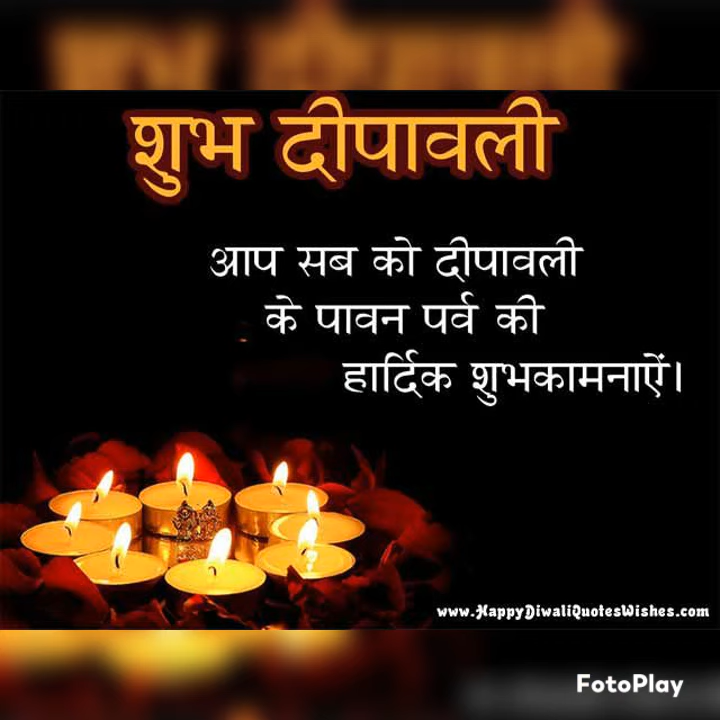 शुभ दीपावली
आप सब को दीपावली
के पावन पर्व की
हार्दिक शुभकामनाऐं।
www.HappyDiwaliQuotesWishes.com
FotoPlay